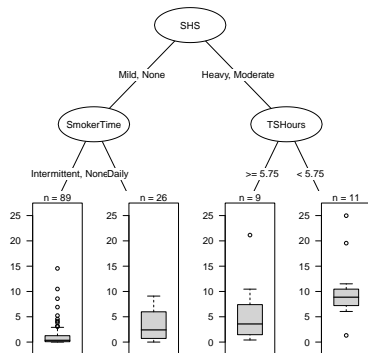 SHS
Mild, None Heavy, Moderate
SmokerTime TSHours
Intermittent, None Daily >= 5.75 < 5.75
n = 89 n = 26 n = 9 n = 11
25 25 25 25
20 20 20 20
15 15 15 15
10 10 10 10
5 5 5 5
0 0 0 0